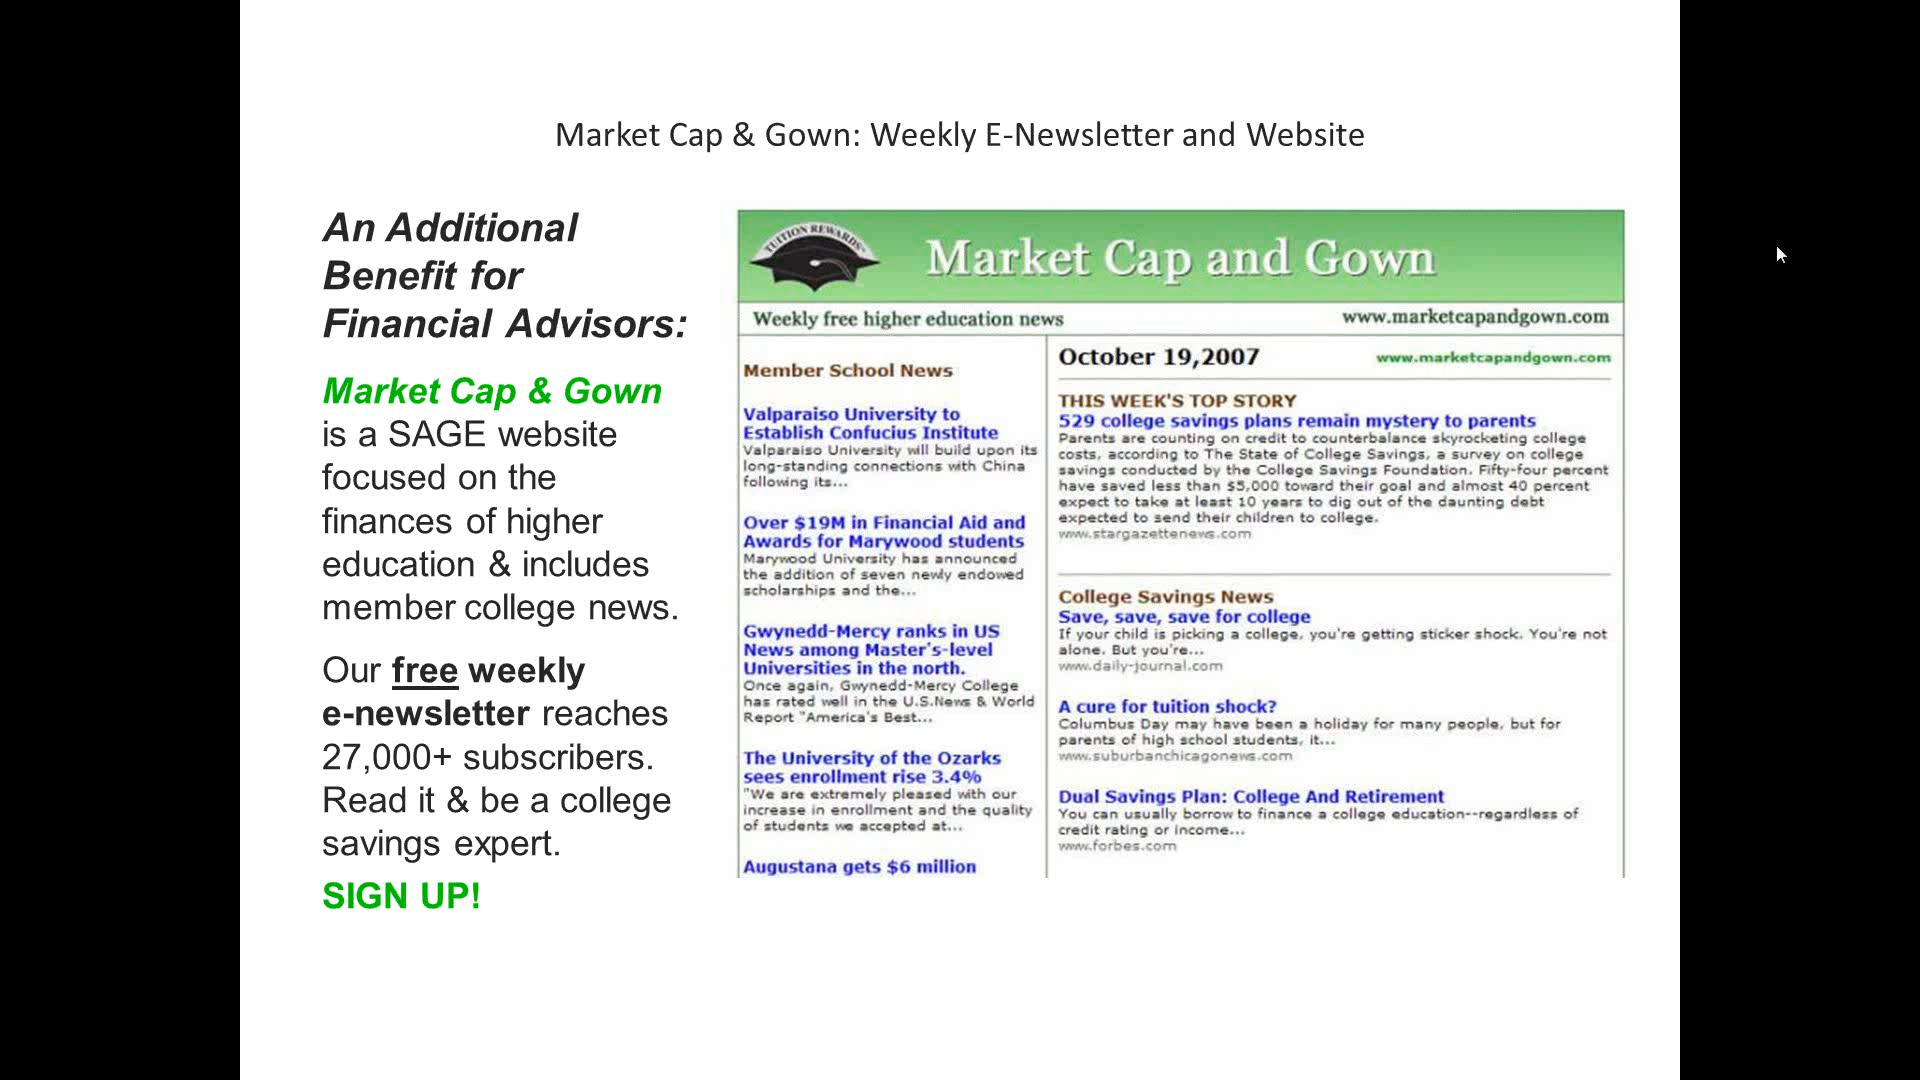 Market Cap & Gown: Weekly E-Newsletter and Website
An Additional
Benefit for
Financial Advisors:
Market Cap & Gown
is a SAGE website
focused on the
finances of higher
education & includes
member college news.
Our free weekly
e-newsletter reaches
27,000+ subscribers.
Read it & be a college
savings expert.
SIGN UP!
TUITION REWARDS
Market Cap and Gown
Weekly free higher education news
www.marketcapandgown.com
Member School News
Valparaiso University to
Establish Confucius Institute
Valparaiso University will build upon its
long-standing connections with China
following its...
Over $19M in Financial Aid and
Awards for Marywood students
Marywood University has announced
the addition of seven newly endowed
scholarships and the...
Gwynedd-Mercy ranks in US
News among Master's-level
Universities in the north.
Once again, Gwynedd-Mercy College
has rated well in the U.S.News & World
Report "America's Best...
The University of the Ozarks
sees enrollment rise 3.4%
"We are extremely pleased with our
increase in enrollment and the quality
of students we accepted at...
Augustana gets $6 million
October 19,2007
www.marketcapandgown.com
THIS WEEK'S TOP STORY
529 college savings plans remain mystery to parents
Parents are counting on credit to counterbalance skyrocketing college
costs, according to The State of College Savings, a survey on college
savings conducted by the College Savings Foundation. Fifty-four percent
have saved less than $5,000 toward their goal and almost 40 percent
expect to take at least 10 years to dig out of the daunting debt
expected to send their children to college.
www.stargazettenews.com
College Savings News
Save, save, save for college
If your child is picking a college, you're getting sticker shock. You're not
alone. But you're...
www.daily-journal.com
A cure for tuition shock?
Columbus Day may have been a holiday for many people, but for
parents of high school students, it...
www.suburbanchicagonews.com
Dual Savings Plan: College And Retirement
You can usually borrow to finance a college education--regardless of
credit rating or income...
www.forbes.com